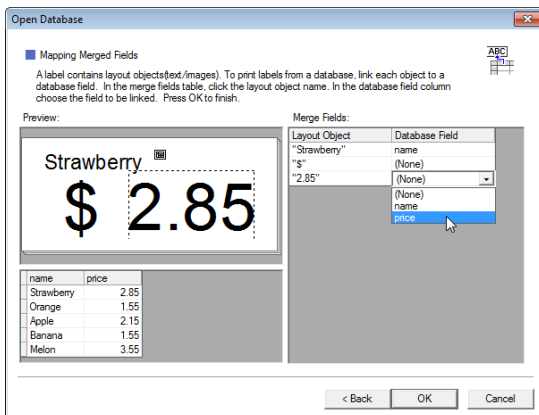 Open Database
Mapping Merged Fields
ABC
A label contains layout objects(text/images). To print labels from a database, link each object to a
database field. In the merge fields table, click the layout object name. In the database field column
choose the field to be linked. Press OK to finish.
Preview:
Merge Fields:
Strawberry
$ 2.85
Layout Object Database Field
"Strawberry" name
"$" (None)
"2.85" (None)
(None)
name
price
name price
Strawberry 2.85
Orange 1.55
Apple 2.15
Banana 1.55
Melon 3.55
< Back OK Cancel